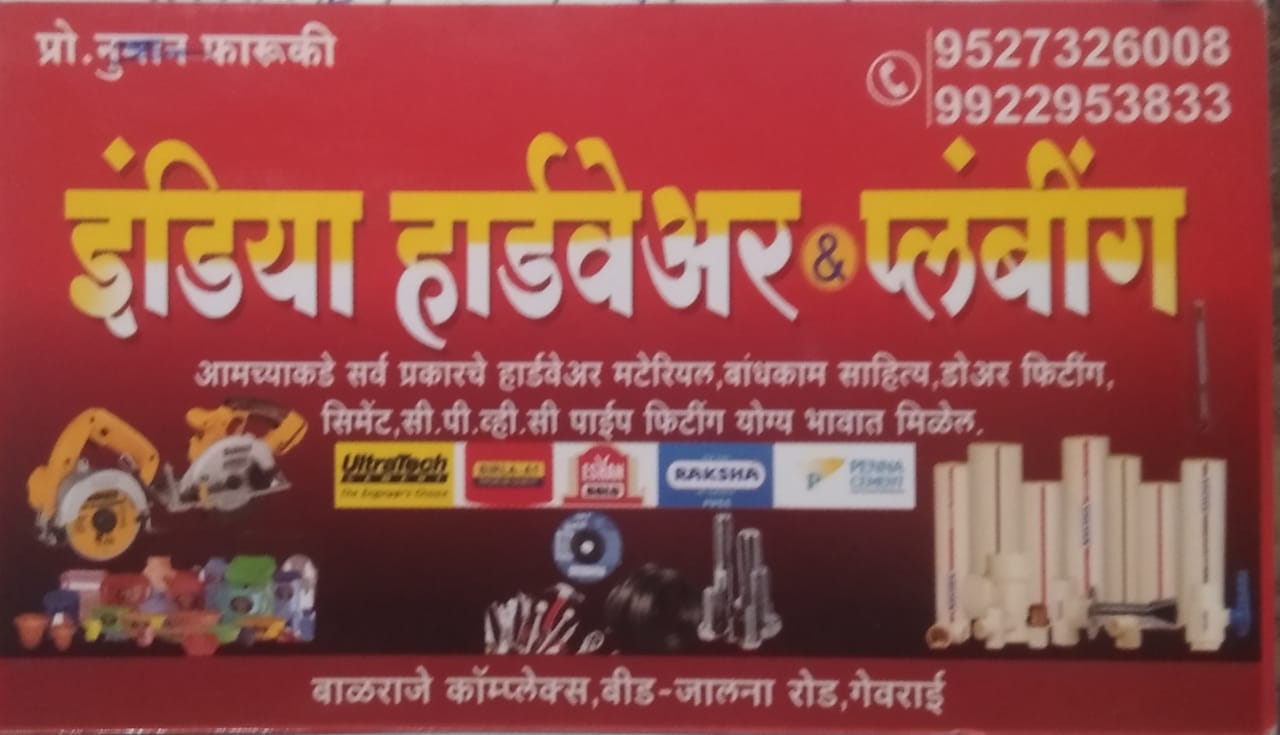 प्रो.नुमान फारूकी
9527326008
9922953833
इंडिया हार्डवेअर & प्लंबींग
आमच्याकडे सर्व प्रकारचे हार्डवेअर मटेरियल,बांधकाम साहित्य,डोअर फिटींग,
सिमेंट,सी.पी.व्ही.सी पाईप फिटींग योग्य भावात मिळेल.
UltraTech
CEMENT
The Engineer's Choice
RAKSHA
PENNA
CEMENT
बाळराजे कॉम्प्लेक्स,बीड-जालना रोड,गेवराई